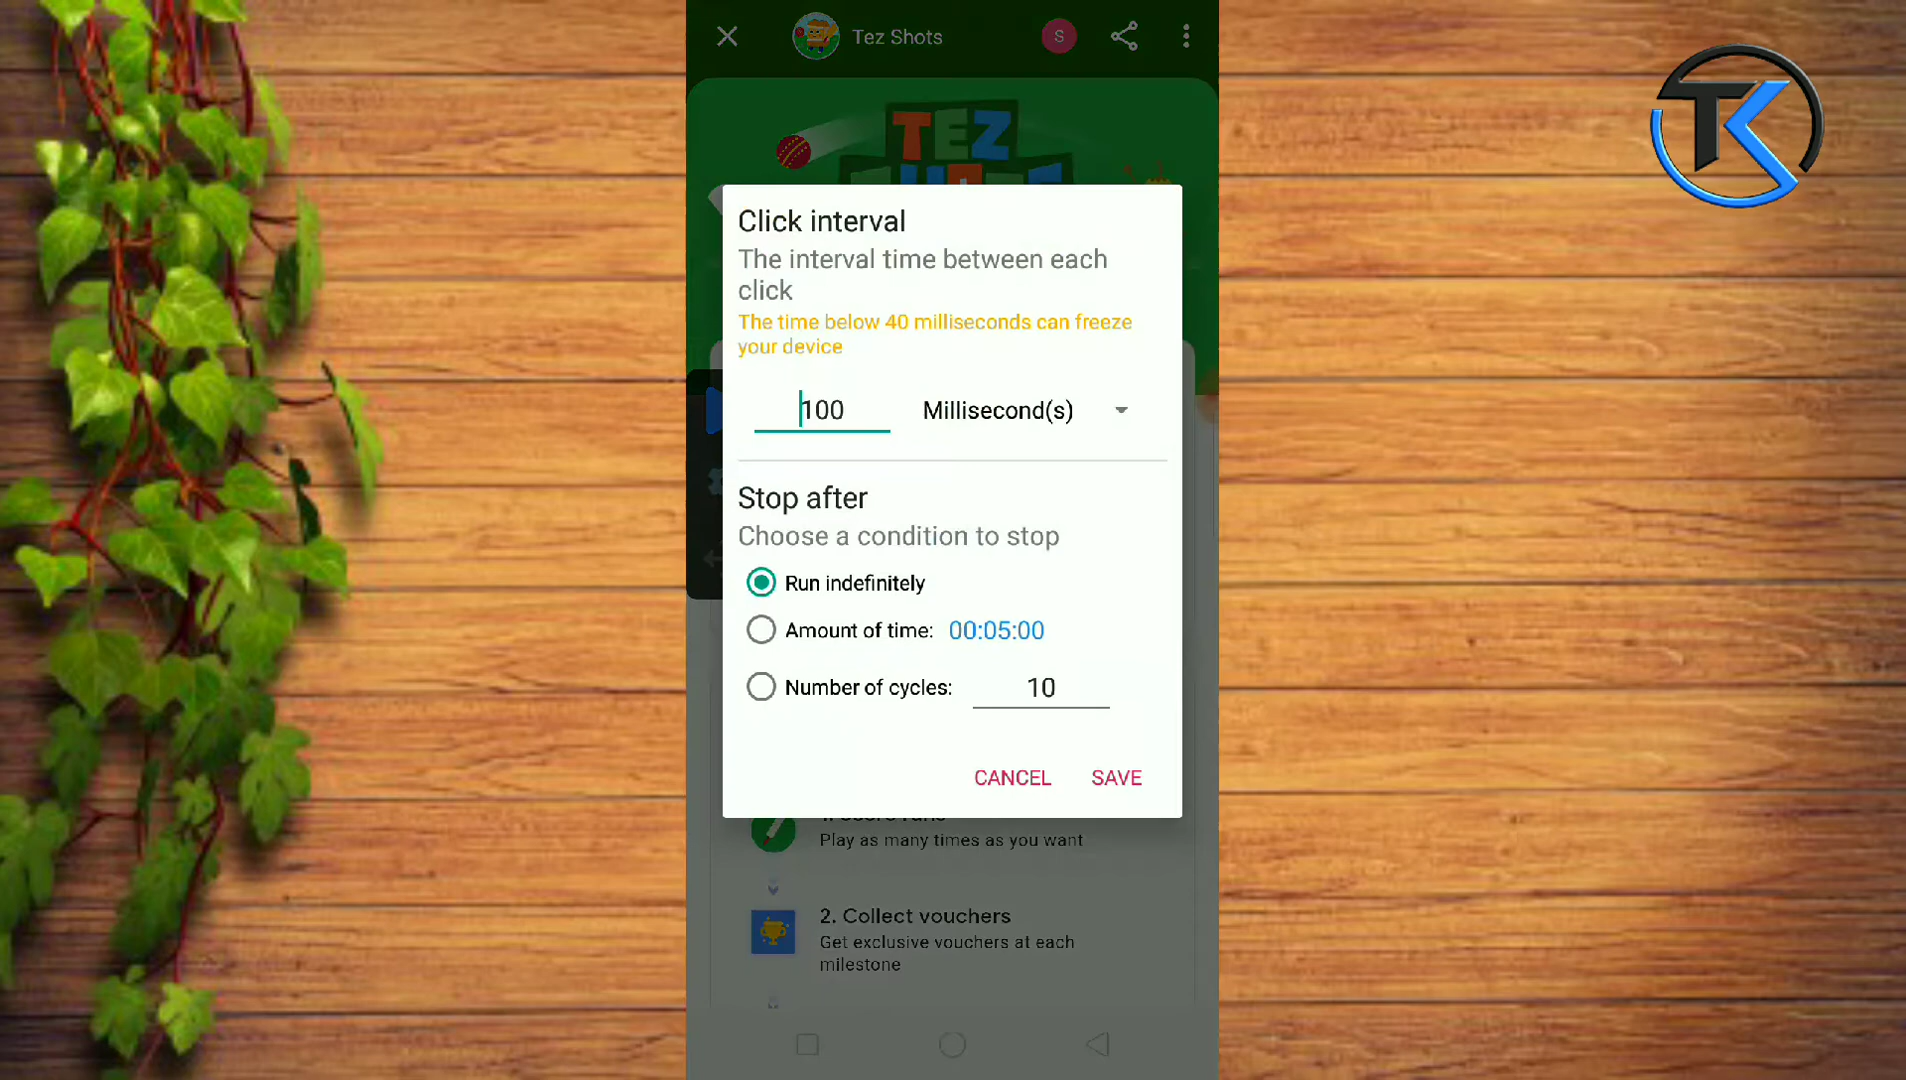 Tez Shots
S
TK
TEZ
Click interval
The interval time between each
click
The time below 40 milliseconds can freeze
your device
100 Millisecond(s)
Stop after
Choose a condition to stop
Run indefinitely
Amount of time: 00:05:00
Number of cycles: 10
CANCEL SAVE
Play as many times as you want
2. Collect vouchers
Get exclusive vouchers at each
milestone